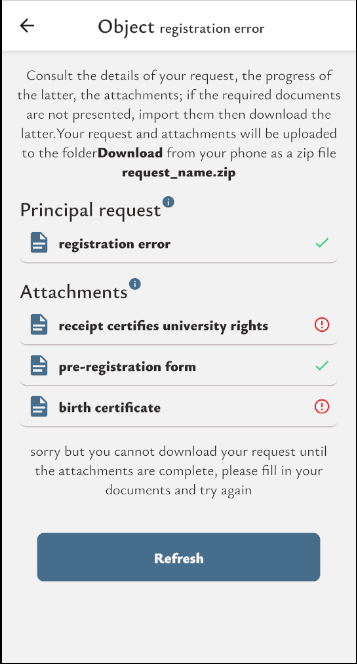 Object registration error
Consult the details of your request, the progress of
the latter, the attachments; if the required documents
are not presented, import them then download the
latter.Your request and attachments will be uploaded
to the folderDownload from your phone as a zip file
request_name.zip
Principal request
registration error
Attachments
receipt certifies university rights
pre-registration form
birth certificate
sorry but you cannot download your request until
the attachments are complete, please fill in your
documents and try again
Refresh